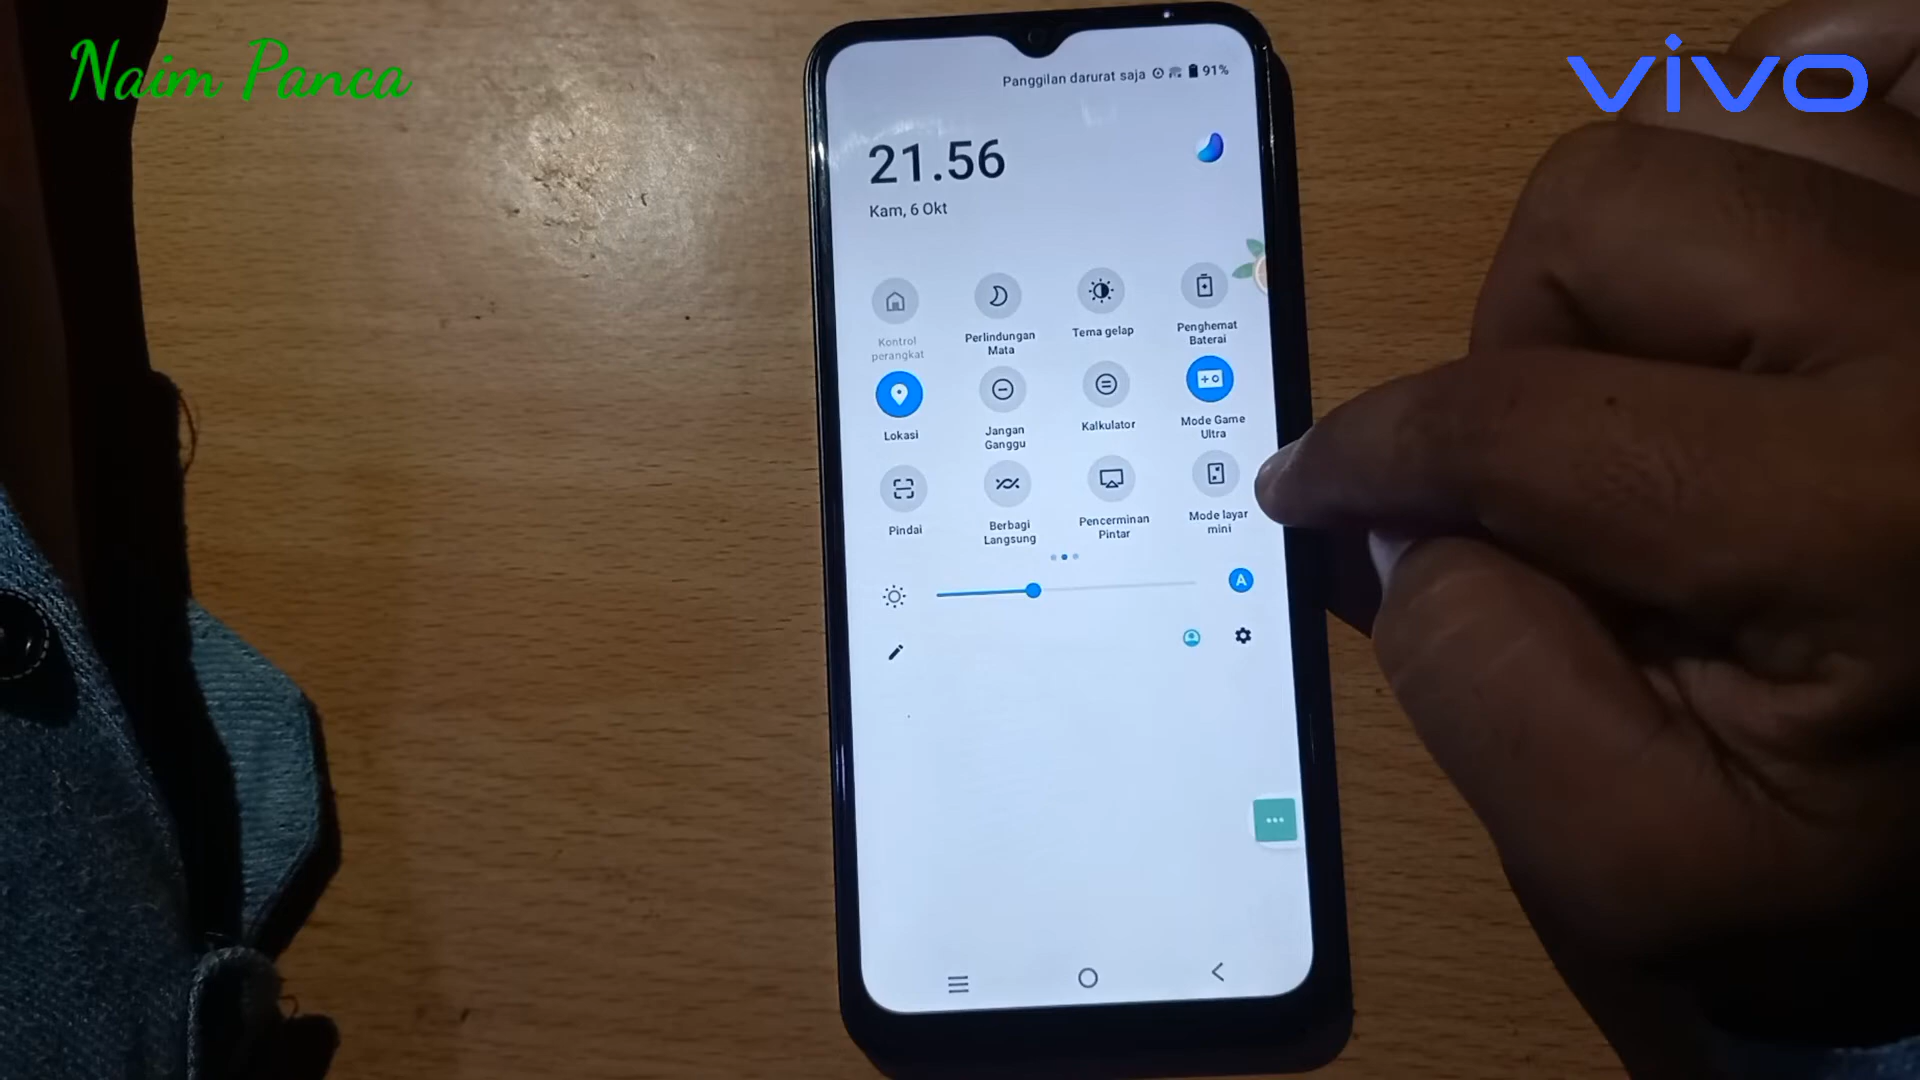 Naim Panca
vivo
Panggilan darurat saja 91%
21.56
Kam, 6 Okt
Kontrol
perangkat
Perlindungan
Mata
Tema gelap
Penghemat
Baterai
Lokasi
Jangan
Ganggu
Kalkulator
Mode Game
Ultra
Pindai
Berbagi
Langsung
Pencerminan
Pintar
Mode layar
mini
A